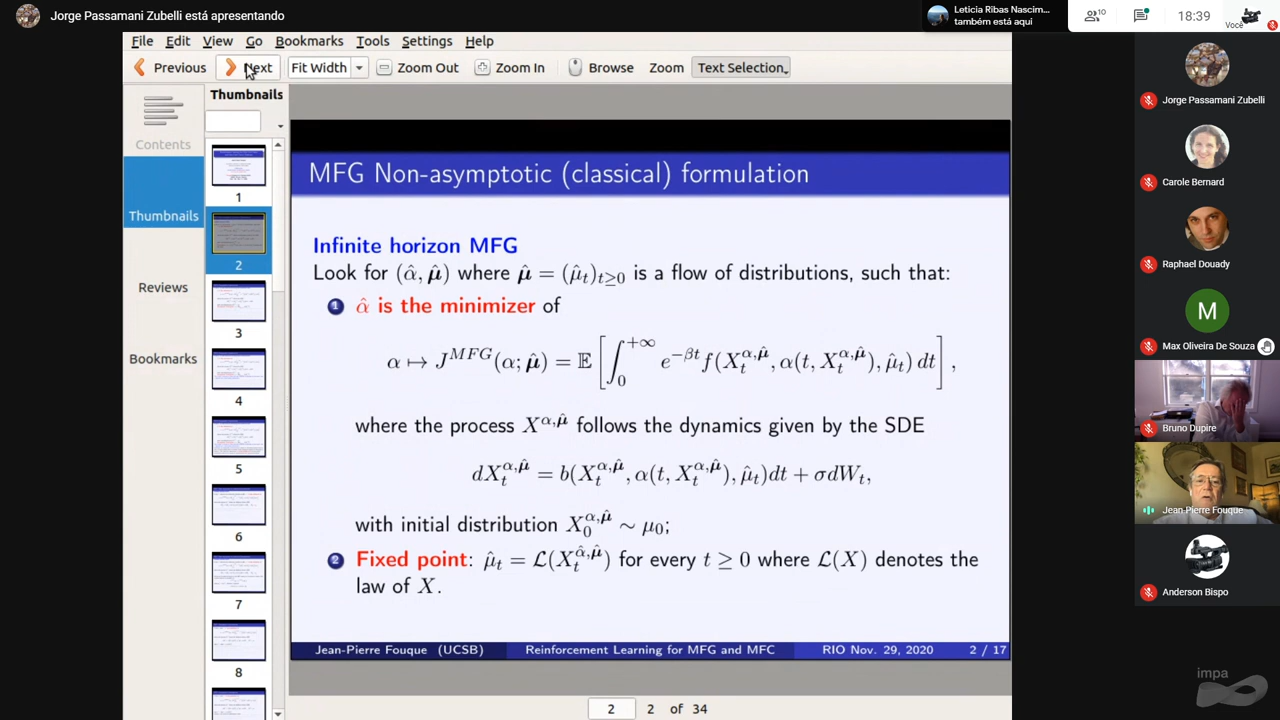 Jorge Passamani Zubelli está apresentando
Leticia Ribas Nascim...
também está aqui
10
18:39
Você
File Edit View Go Bookmarks Tools Settings Help
Previous Next Fit Width Zoom Out Zoom In Browse Zoom Text Selection
Contents
Thumbnails
Reviews
Bookmarks
Thumbnails
1
2
3
4
5
6
7
8
MFG Non-asymptotic (classical) formulation
Infinite horizon MFG
Look for (α̂, μ̂) where μ̂ = (μ̂_t)_{t≥0} is a flow of distributions, such that:
1 α̂ is the minimizer of
α ↦ J^{MFG}(α; μ̂) = 𝔼 [ ∫_0^{+∞} e^{−βt} f(X_t^{α,μ̂}, α(t, X_t^{α,μ̂}), μ̂_t) dt ],
where the process X^{α,μ̂} follows the dynamics given by the SDE
dX_t^{α,μ̂} = b(X_t^{α,μ̂}, α(t, X_t^{α,μ̂}), μ̂_t)dt + σdW_t,
with initial distribution X_0^{α,μ̂} ∼ μ_0;
2 Fixed point: μ̂_t = ℒ(X_t^{α̂,μ̂}) for every t ≥ 0 where ℒ(X) denotes the
law of X.
Jean-Pierre Fouque (UCSB) Reinforcement Learning for MFG and MFC RIO Nov. 29, 2020 2 / 17
2 2 of 34
Jorge Passamani Zubelli
Carole Bernard
Raphael Douady
M
Max Oliveira De Souza
Bruno Dupire
Jean-Pierre Fouque
Anderson Bispo
impa